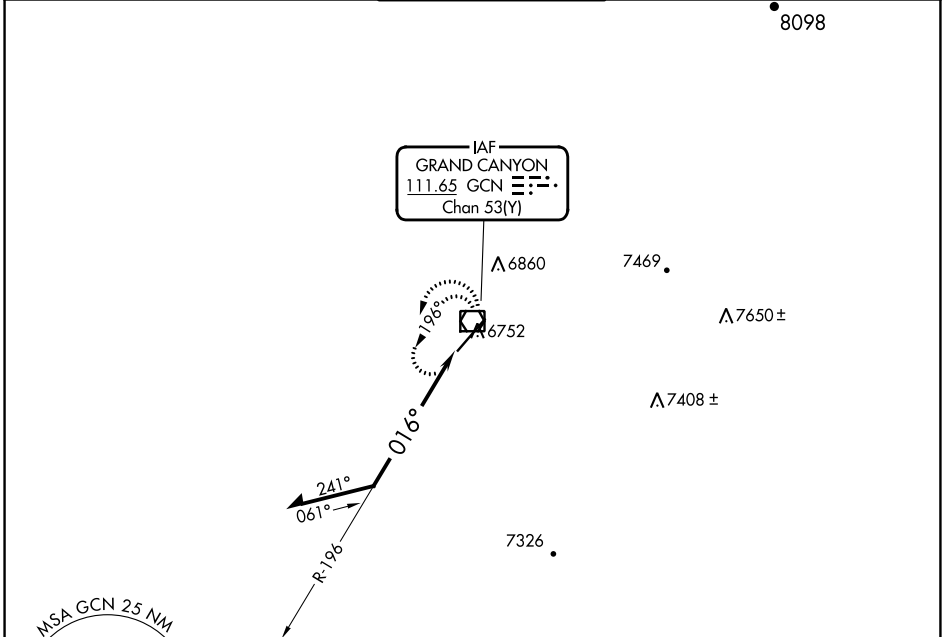 8098
IAF
GRAND CANYON
111.65 GCN
Chan 53(Y)
6860
7469
196°
6752
7650 ±
7408 ±
016°
241°
061°
7326
R-196
MSA GCN 25 NM